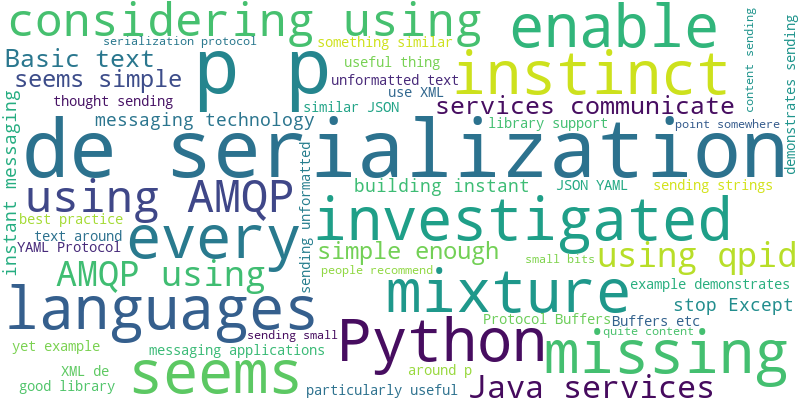 considering using
enable
content sending
demonstrates sending
serialization protocol
something similar
Basic text
p p
useful thing
instinct
seems simple
unformatted text
use XML
thought sending
similar JSON
services communicate
instant messaging
messaging technology
library support
point somewhere
de serialization
sending unformatted
using AMQP
building instant
JSON YAML
sending strings
best practice
every
investigated
text around
YAML Protocol
simple enough
using qpid
small bits
AMQP using
people recommend
mixture
example demonstrates
languages
stop Except
Python
Protocol Buffers
Buffers etc
sending small
quite content
missing
yet example
messaging applications
seems
XML de
around p
good library
particularly useful
Java services